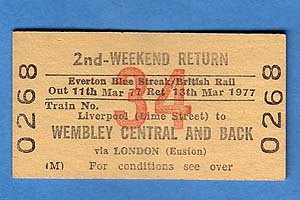 2nd-WEEKEND RETURN
Everton Blue Streak/British Rail
Out 11th Mar 77 Ret 13th Mar 1977
34
Train No.
Liverpool (Lime Street) to
WEMBLEY CENTRAL AND BACK
via LONDON (Euston)
(M) For conditions see over
0268
0268